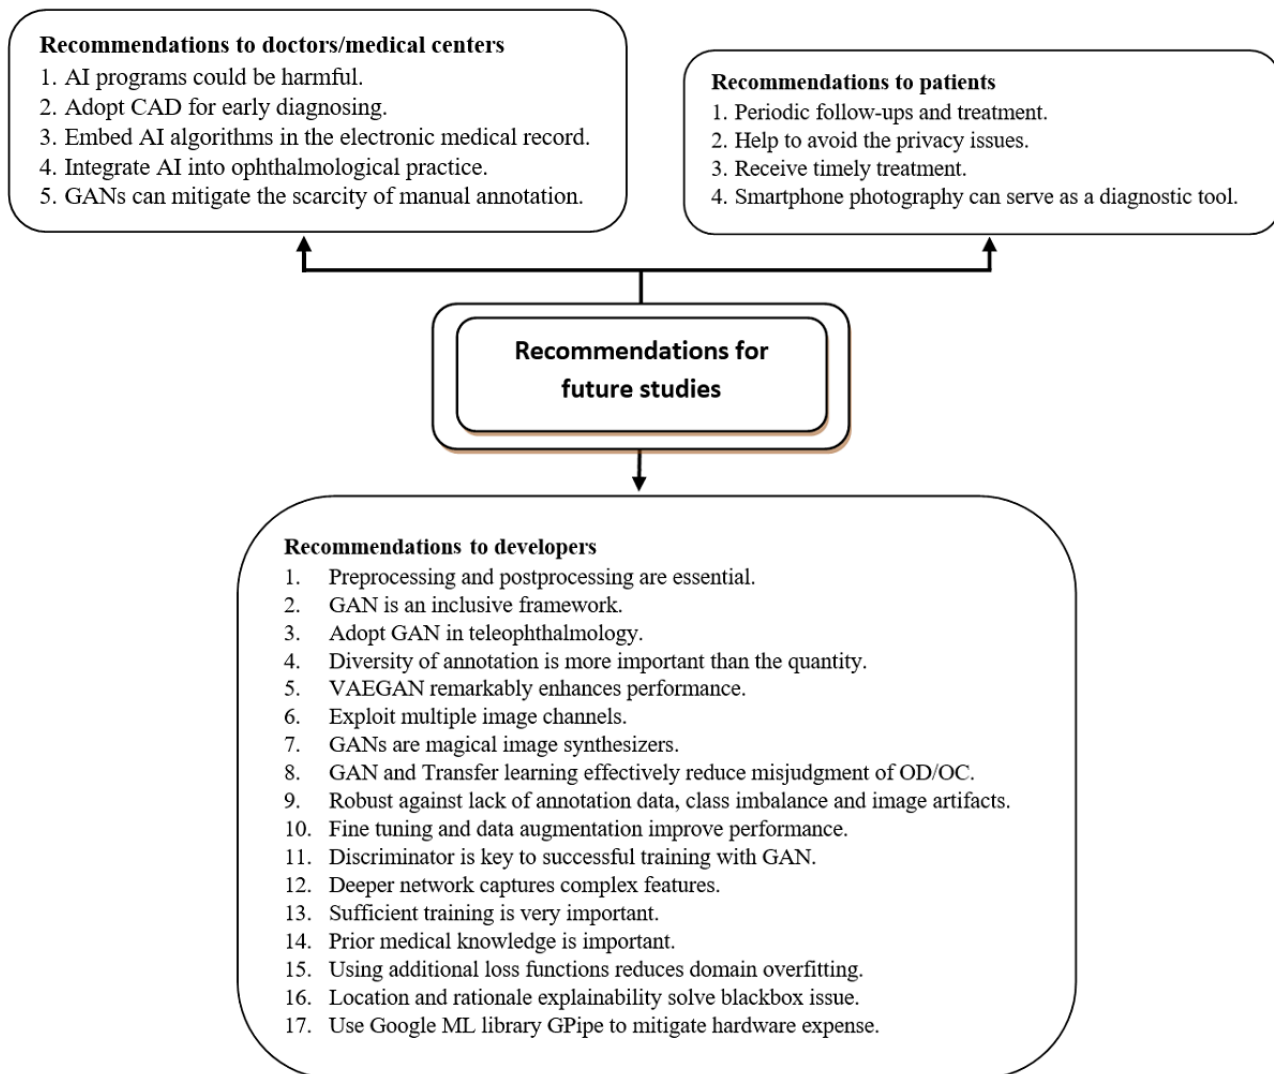 Recommendations to doctors/medical centers
1. AI programs could be harmful.
2. Adopt CAD for early diagnosing.
3. Embed AI algorithms in the electronic medical record.
4. Integrate AI into ophthalmological practice.
5. GANs can mitigate the scarcity of manual annotation.
Recommendations to patients
1. Periodic follow-ups and treatment.
2. Help to avoid the privacy issues.
3. Receive timely treatment.
4. Smartphone photography can serve as a diagnostic tool.
Recommendations for
future studies
Recommendations to developers
1. Preprocessing and postprocessing are essential.
2. GAN is an inclusive framework.
3. Adopt GAN in teleophthalmology.
4. Diversity of annotation is more important than the quantity.
5. VAEGAN remarkably enhances performance.
6. Exploit multiple image channels.
7. GANs are magical image synthesizers.
8. GAN and Transfer learning effectively reduce misjudgment of OD/OC.
9. Robust against lack of annotation data, class imbalance and image artifacts.
10. Fine tuning and data augmentation improve performance.
11. Discriminator is key to successful training with GAN.
12. Deeper network captures complex features.
13. Sufficient training is very important.
14. Prior medical knowledge is important.
15. Using additional loss functions reduces domain overfitting.
16. Location and rationale explainability solve blackbox issue.
17. Use Google ML library GPipe to mitigate hardware expense.